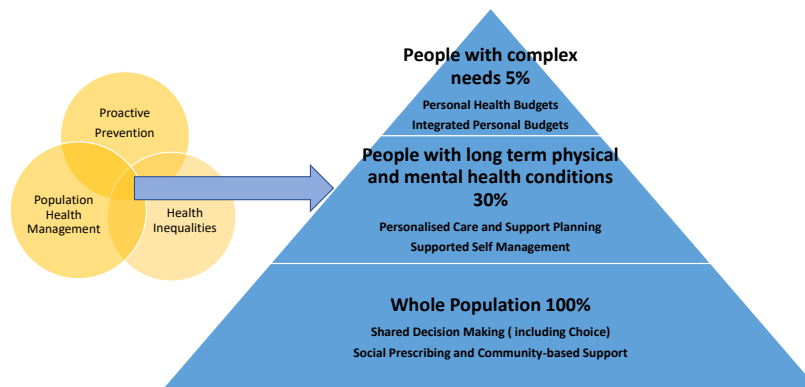 Proactive
Prevention
Population
Health
Management
Health
Inequalities
People with complex
needs 5%
Personal Health Budgets
Integrated Personal Budgets
People with long term physical
and mental health conditions
30%
Personalised Care and Support Planning
Supported Self Management
Whole Population 100%
Shared Decision Making ( including Choice)
Social Prescribing and Community-based Support